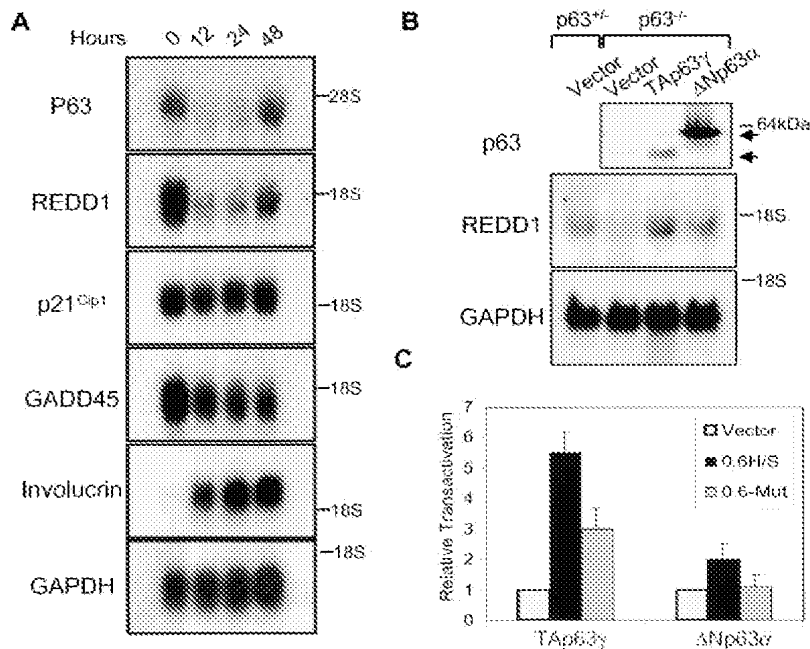 A
Hours 0 12 24 48
P63
28S
REDD1
18S
p21Cip1
18S
GADD45
18S
Involucrin
18S
GAPDH
18S
B
p63+/- p63-/-
Vector Vector TAp63γ ΔNp63α
p63
64kDa
REDD1
18S
GAPDH
18S
C
Relative Transactivation
7
6
5
4
3
2
1
0
Vector
0.6H/S
0.6-Mut
TAp63γ ΔNp63α